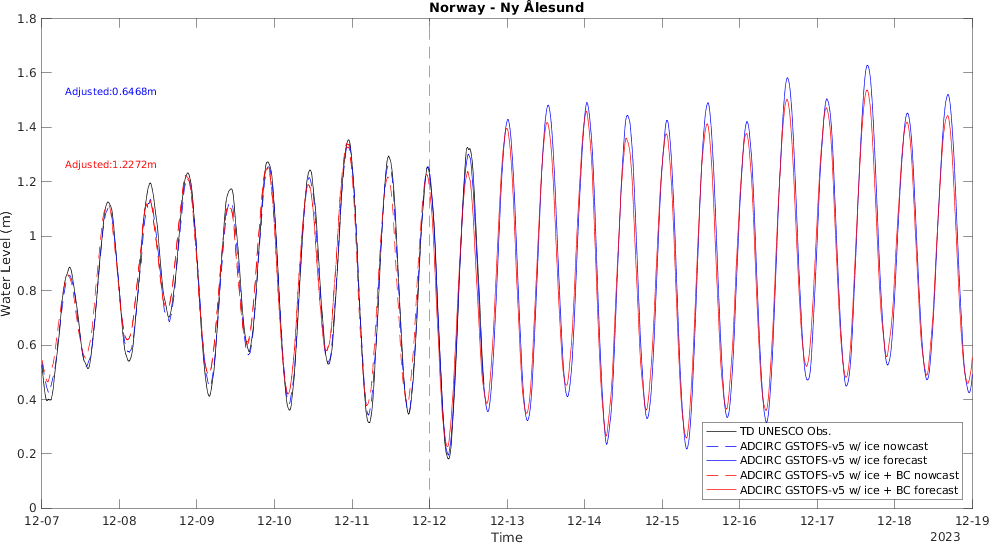 Norway - Ny Ålesund
1.8
1.6
1.4
1.2
1
0.8
0.6
0.4
0.2
0
Water Level (m)
Adjusted:0.6468m
Adjusted:1.2272m
TD UNESCO Obs.
ADCIRC GSTOFS-v5 w/ ice nowcast
ADCIRC GSTOFS-v5 w/ ice forecast
ADCIRC GSTOFS-v5 w/ ice + BC nowcast
ADCIRC GSTOFS-v5 w/ ice + BC forecast
12-07 12-08 12-09 12-10 12-11 12-12 12-13 12-14 12-15 12-16 12-17 12-18 12-19
Time
2023